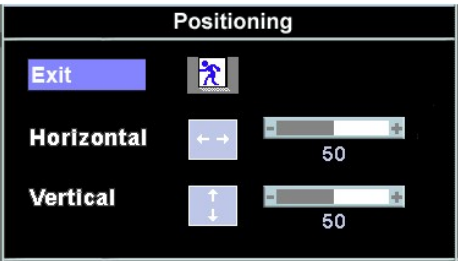 Positioning
Exit
Horizontal - +
50
Vertical - +
50